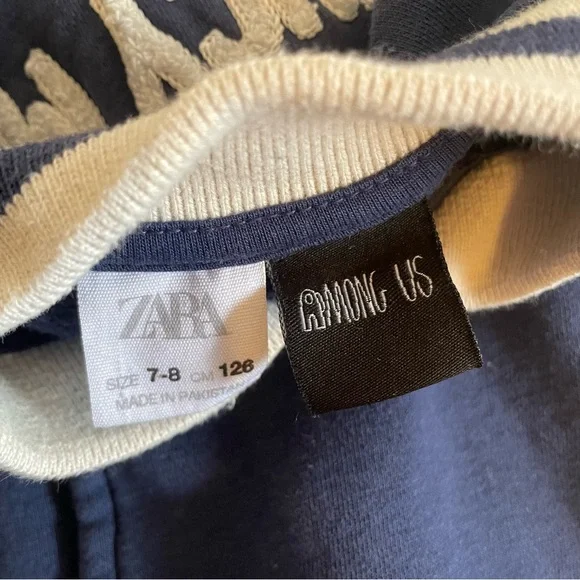 ZARA
SIZE 7-8 CM 126
MADE IN PAKISTAN
AMONG US